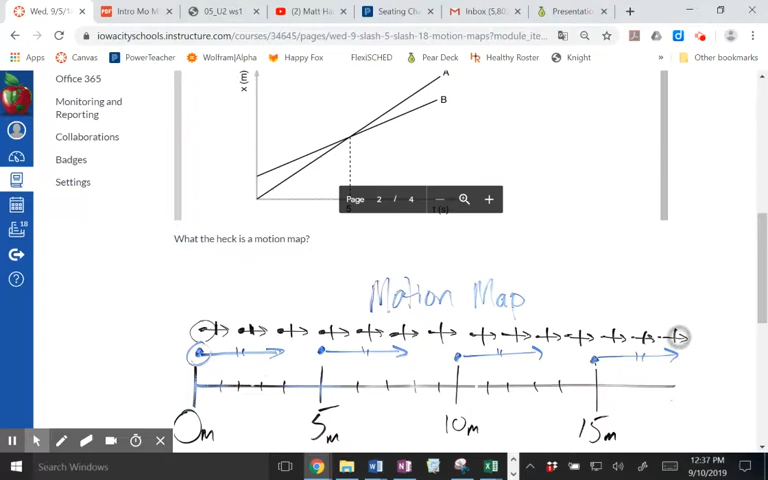 Wed, 9/5/1
Intro Mo M
05_U2 ws1
(2) Matt Ha
Seating Cha
Inbox (5,80
Presentatio
iowacityschools.instructure.com/courses/34645/pages/wed-9-slash-5-slash-18-motion-maps?module_ite...
Apps
Canvas
PowerTeacher
Wolfram|Alpha
Happy Fox
FlexiSCHED
Pear Deck
Healthy Roster
Knight
Other bookmarks
Office 365
Monitoring and
Reporting
Collaborations
Badges
Settings
18
x (m)
A
B
5
t (s)
Page 2 / 4
What the heck is a motion map?
Motion Map
0m 5m 10m 15m
Search Windows
12:37 PM
9/10/2019